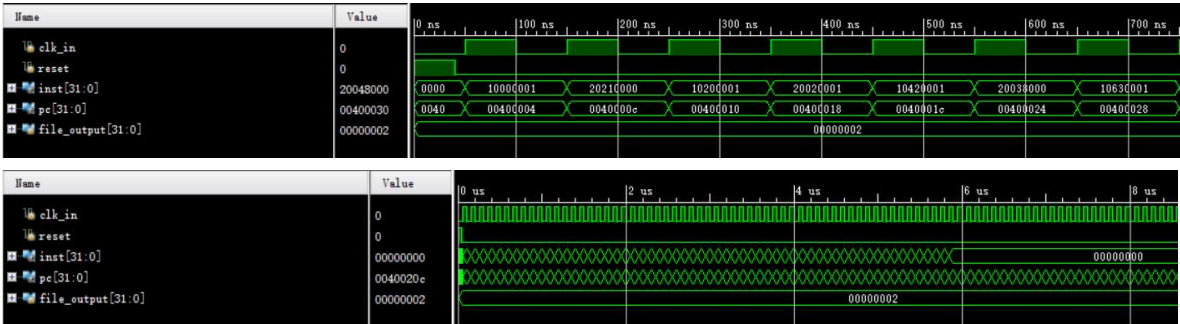 Name Value 0 ns 100 ns 200 ns 300 ns 400 ns 500 ns 600 ns 700 ns
clk_in 0
reset 0
inst[31:0] 20048000 0000 10000001 20210000 10200001 20020001 10420001 20038000 10630001
pc[31:0] 00400030 0040 00400004 0040000c 00400010 00400018 0040001c 00400024 00400028
file_output[31:0] 00000002 00000002
Name Value 0 us 2 us 4 us 6 us 8 us
clk_in 0
reset 0
inst[31:0] 00000000 00000000
pc[31:0] 0040020c
file_output[31:0] 00000002 00000002